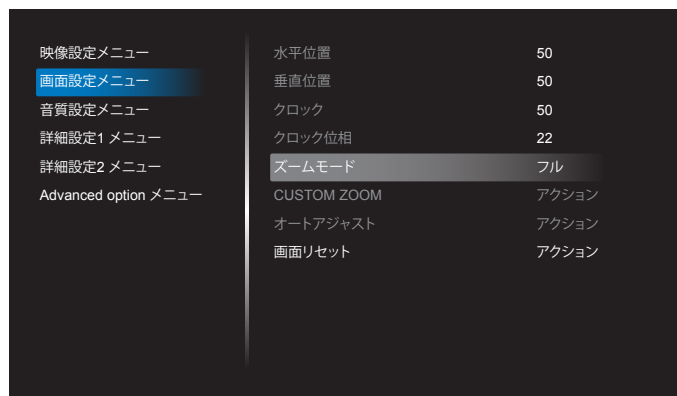 映像設定メニュー
画面設定メニュー
音質設定メニュー
詳細設定1 メニュー
詳細設定2 メニュー
Advanced option メニュー
水平位置 50
垂直位置 50
クロック 50
クロック位相 22
ズームモード フル
CUSTOM ZOOM アクション
オートアジャスト アクション
画面リセット アクション